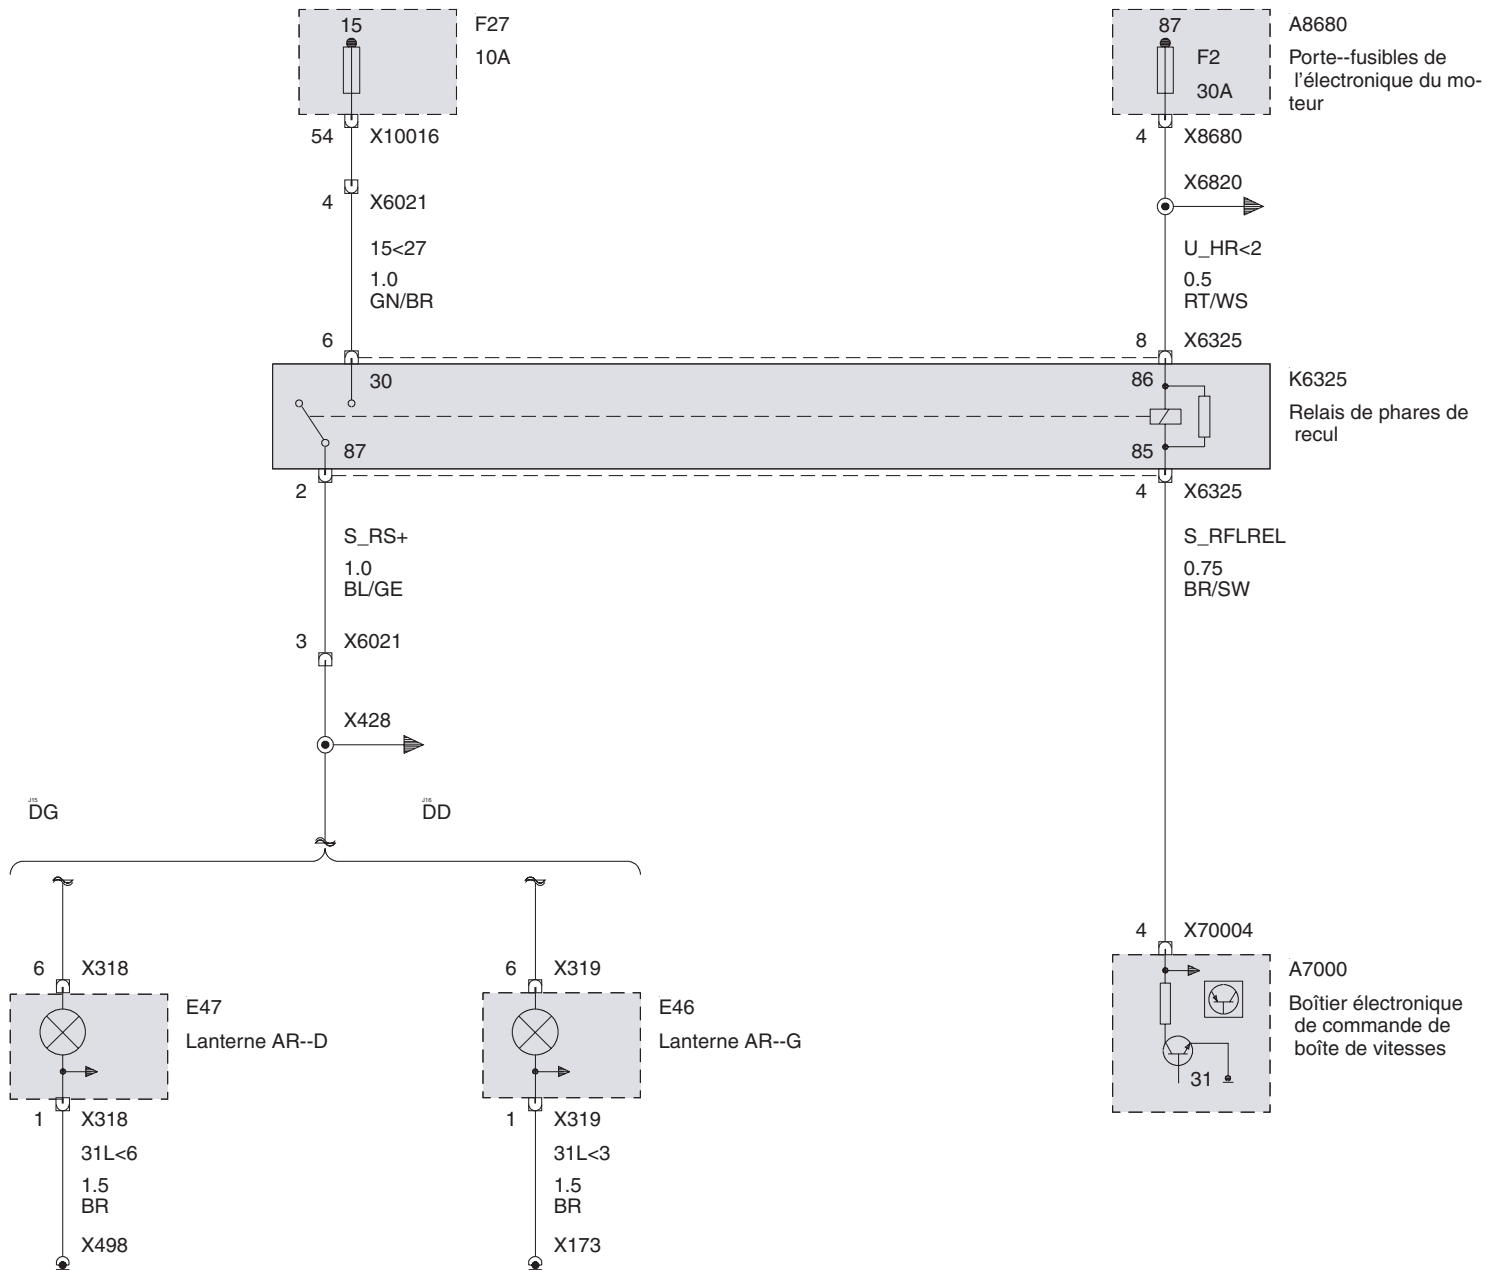 15
F27
10A
87
F2
30A
A8680
Porte--fusibles de
l'électronique du mo-
teur
54
X10016
4
X8680
X6820
4
X6021
15<27
1.0
GN/BR
U_HR<2
0.5
RT/WS
6
8
X6325
30
86
K6325
Relais de phares de
recul
87
85
2
4
X6325
S_RS+
1.0
BL/GE
S_RFLREL
0.75
BR/SW
3
X6021
X428
J15
DG
J16
DD
4
X70004
6
X318
6
X319
A7000
Boîtier électronique
de commande de
boîte de vitesses
31
E47
Lanterne AR--D
E46
Lanterne AR--G
1
X318
1
X319
31L<6
1.5
BR
31L<3
1.5
BR
X498
X173